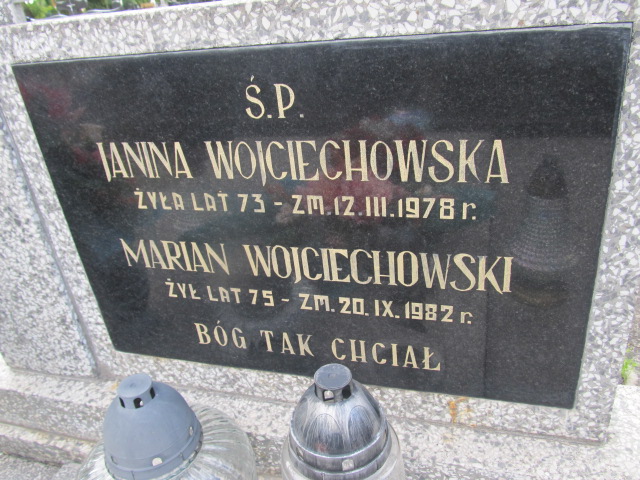 Ś.P.
JANINA WOJCIECHOWSKA
ŻYŁA LAT 73 - ZM. 12.III.1978 r.
MARIAN WOJCIECHOWSKI
ŻYŁ LAT 75 - ZM. 20.IX.1982 r.
BÓG TAK CHCIAŁ